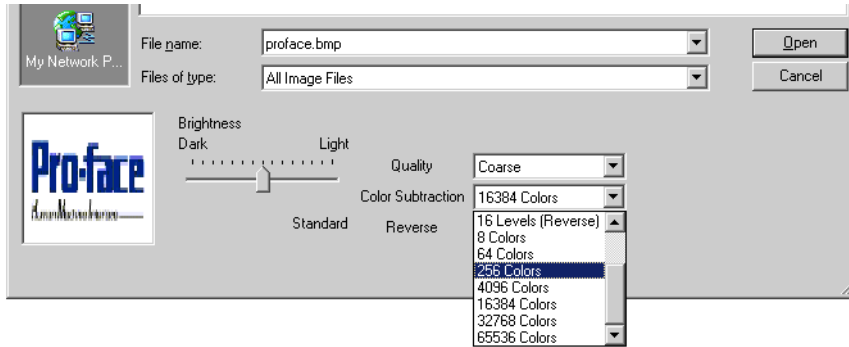 File name: proface.bmp Open
My Network P...
Files of type: All Image Files Cancel
Brightness
Dark Light
Quality Coarse
Color Subtraction 16384 Colors
Standard Reverse
16 Levels (Reverse)
8 Colors
64 Colors
256 Colors
4096 Colors
16384 Colors
32768 Colors
65536 Colors
Pro-face